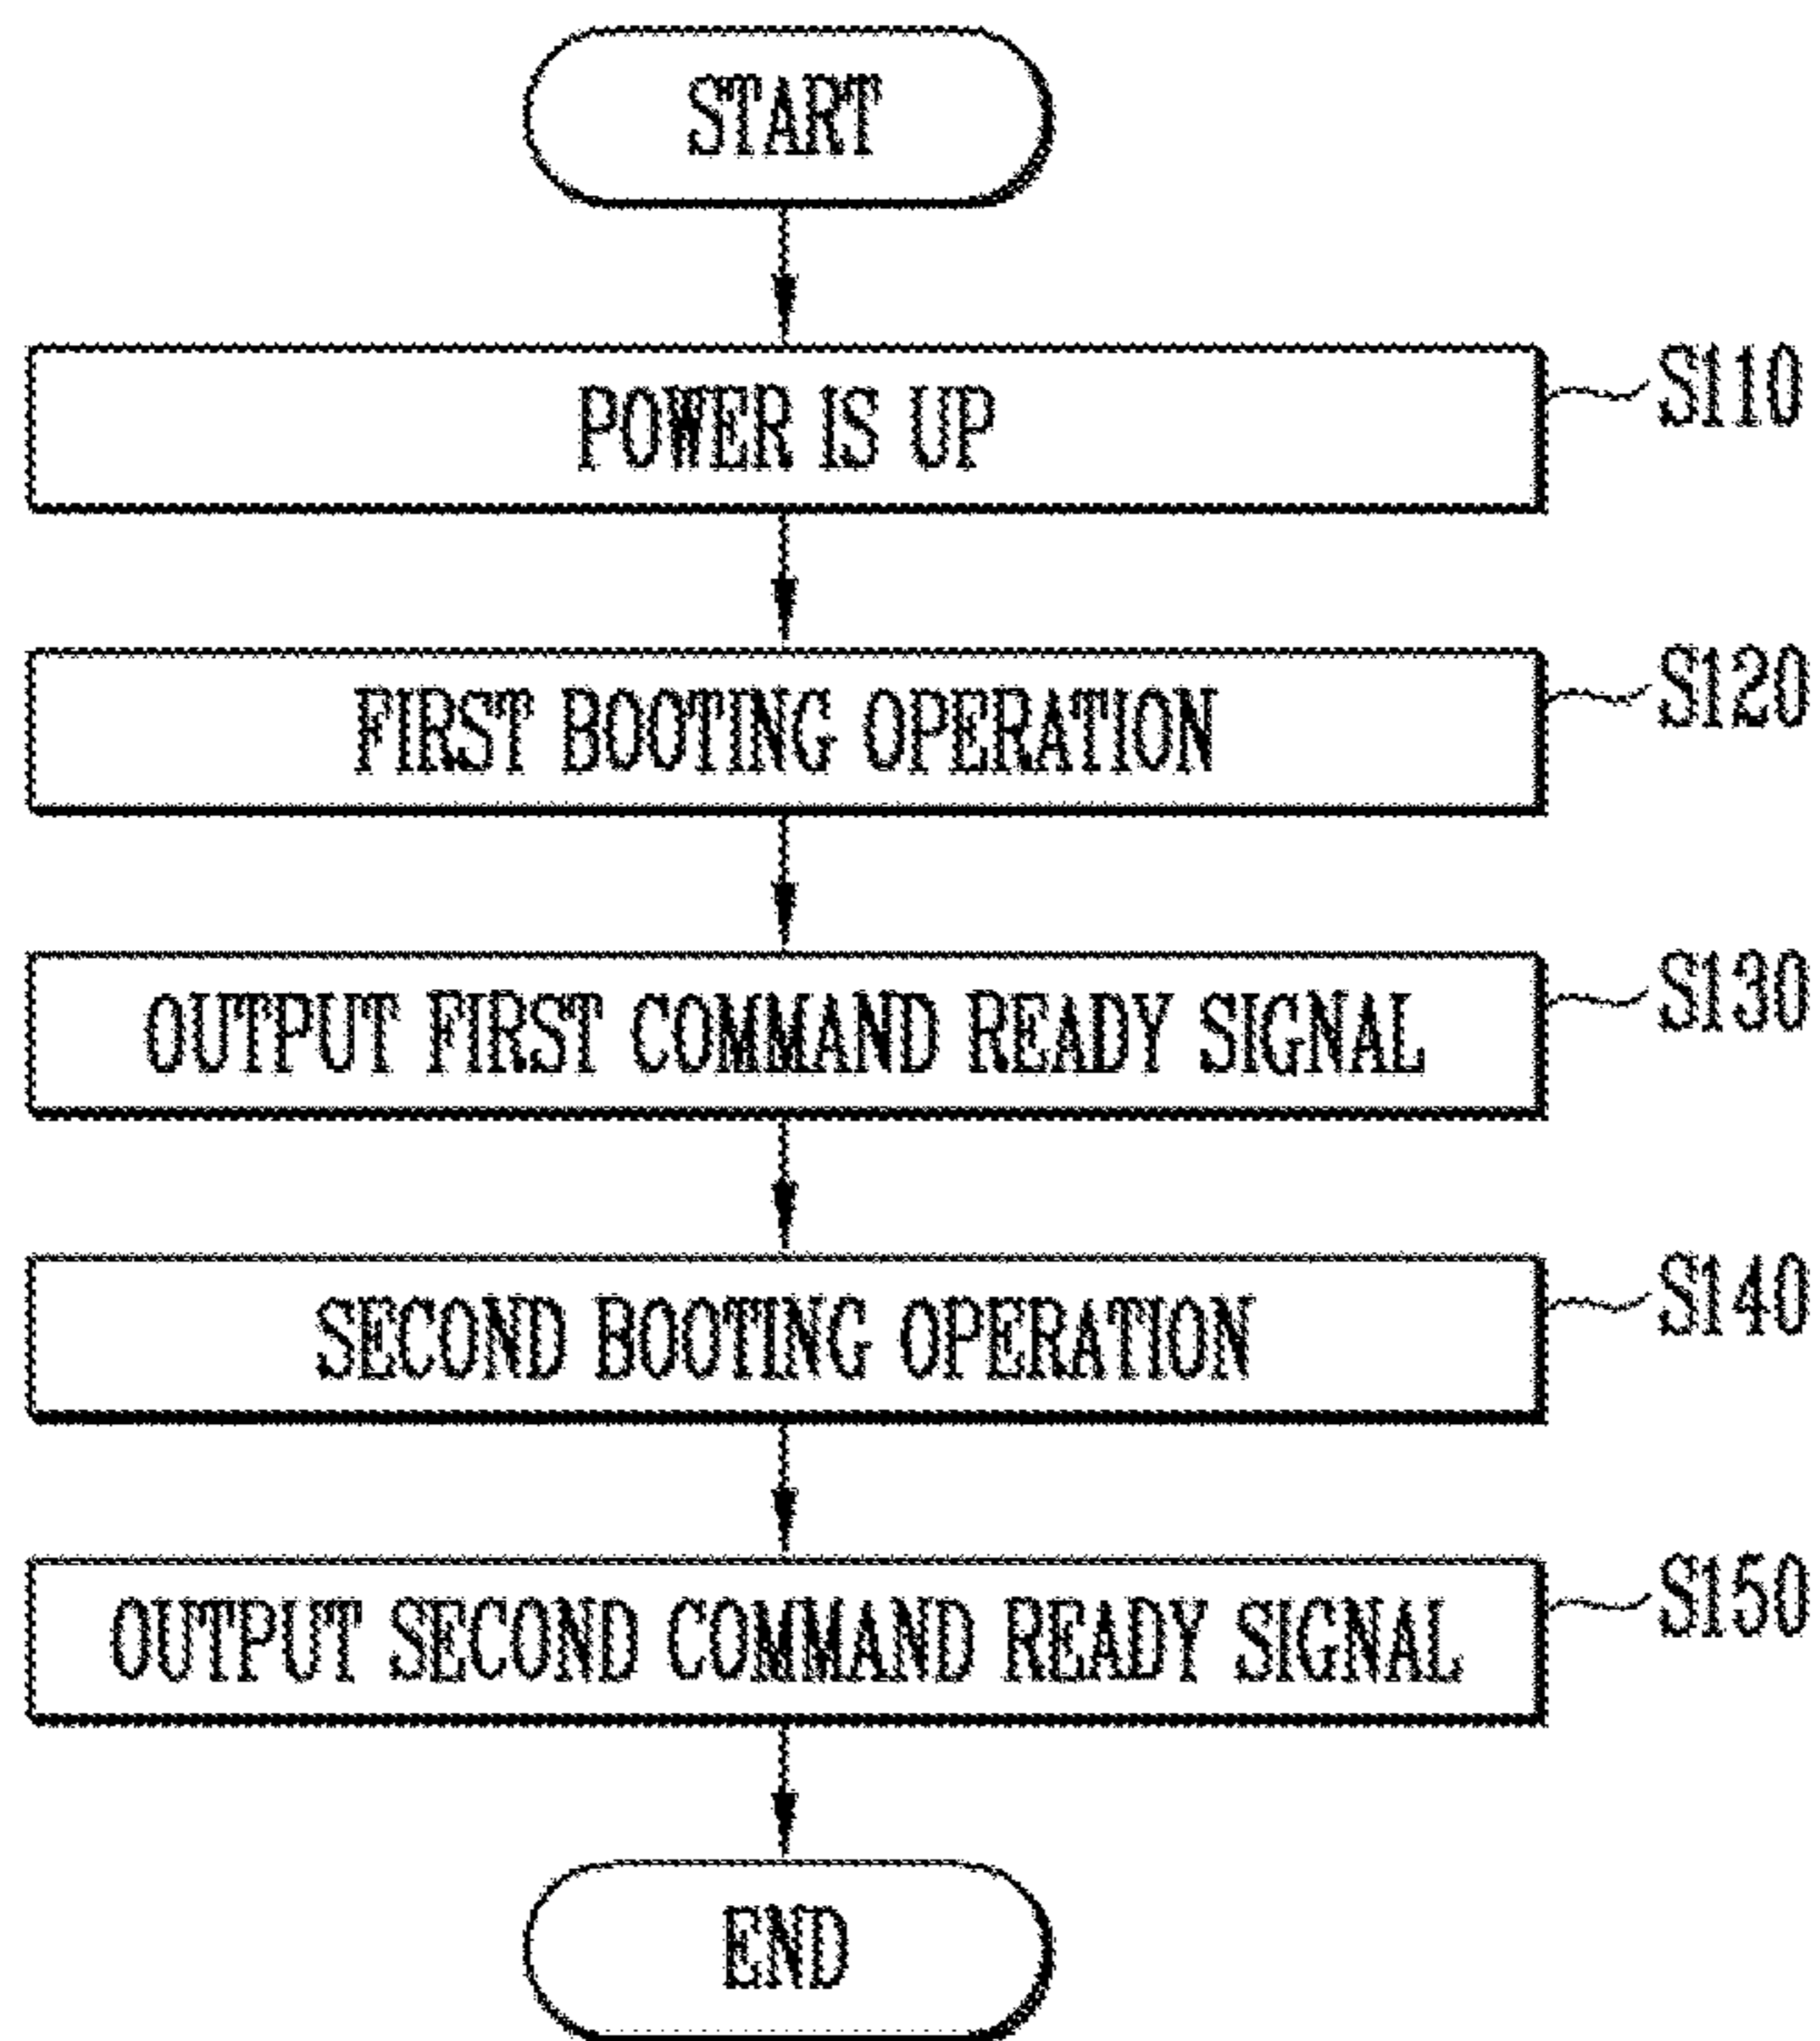 START
POWER IS UP
S110
FIRST BOOTING OPERATION
S120
OUTPUT FIRST COMMAND READY SIGNAL
S130
SECOND BOOTING OPERATION
S140
OUTPUT SECOND COMMAND READY SIGNAL
S150
END